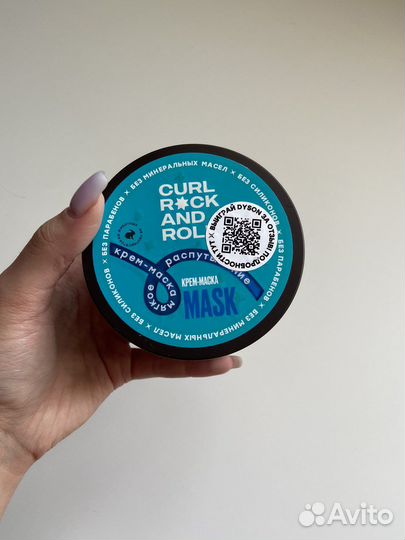 БЕЗ ПАРАБЕНОВ × БЕЗ МИНЕРАЛЬНЫХ МАСЕЛ × БЕЗ СИЛИКОНОВ × БЕЗ ПАРАБЕНОВ × БЕЗ МИНЕРАЛЬНЫХ МАСЕЛ × БЕЗ СИЛИКОНОВ ×
CURL
ROCK
AND
ROLL
ВЫИГРАЙ DYSON ЗА ОТЗЫВ! ПОДРОБНОСТИ ТУТ ×
крем-маска
мягкое распутывание
КРЕМ-МАСКА
MASK
Avito